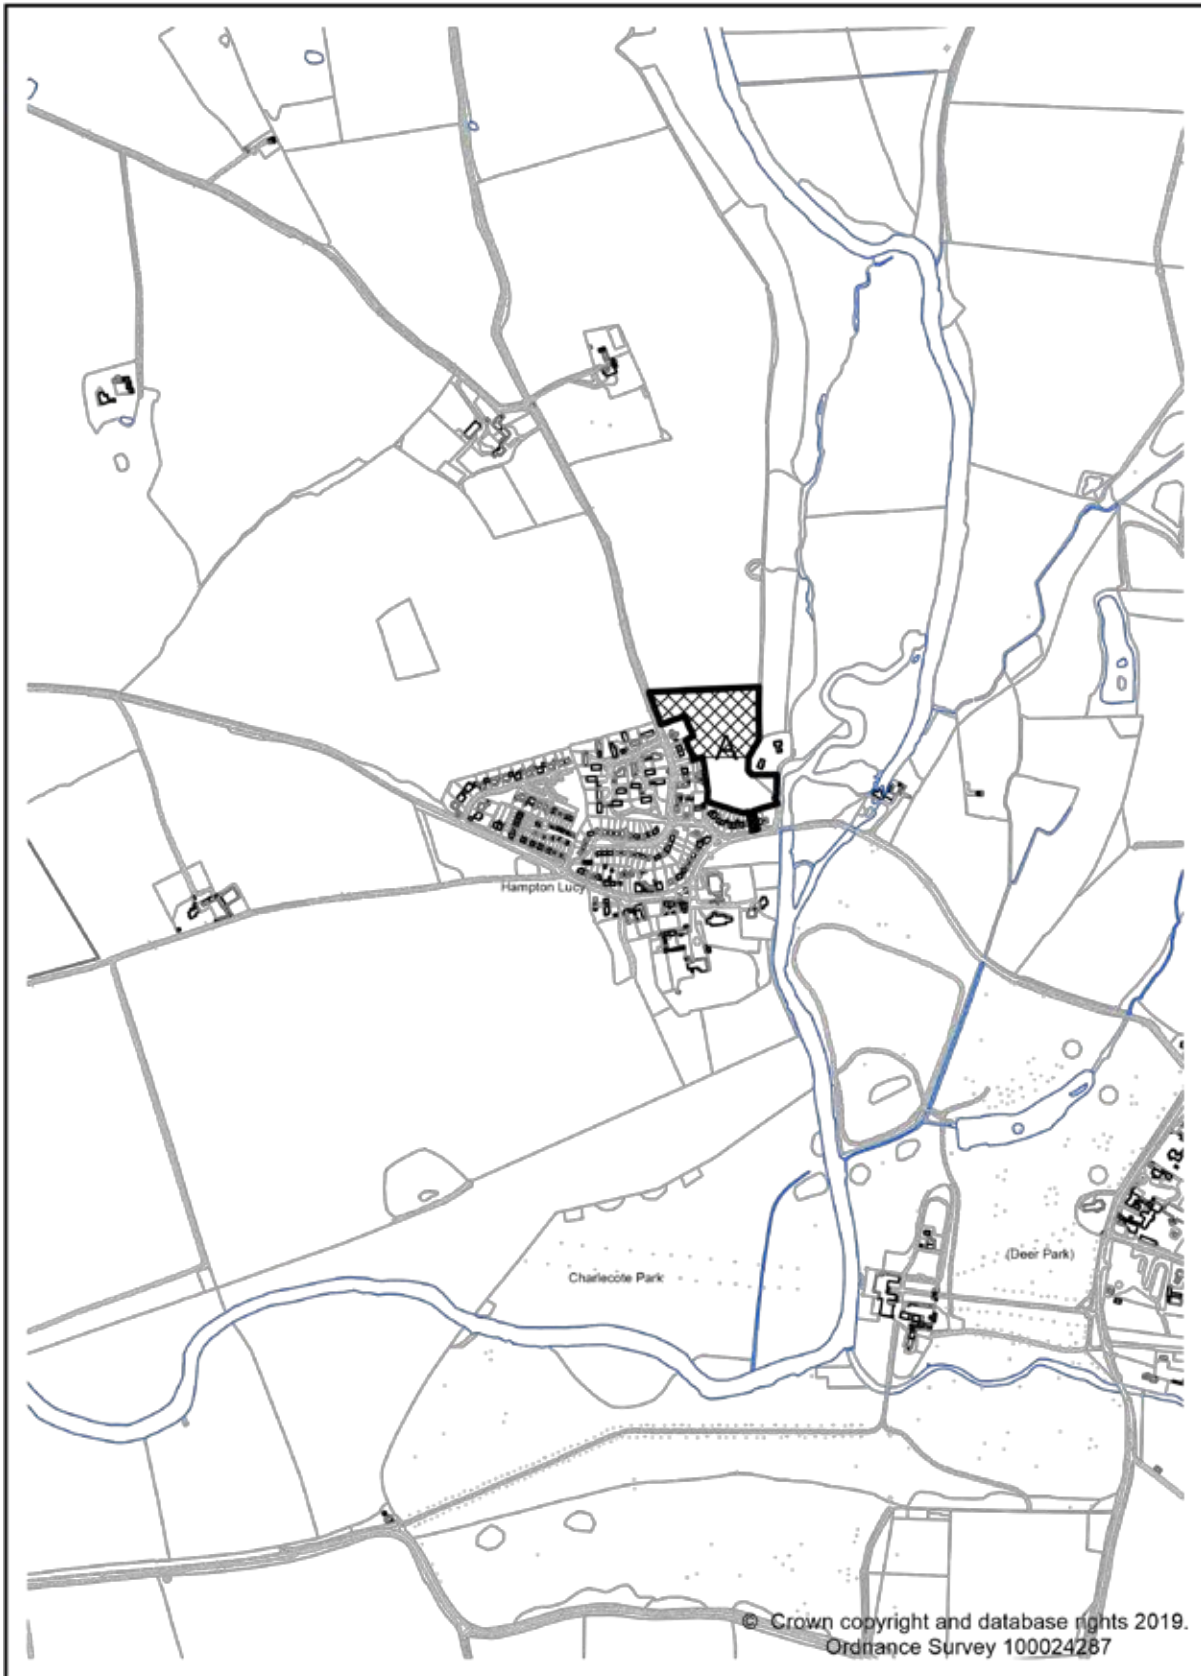 A
Hampton Lucy
(Deer Park)
Charlecote Park
© Crown copyright and database rights 2019.
Ordnance Survey 100024287